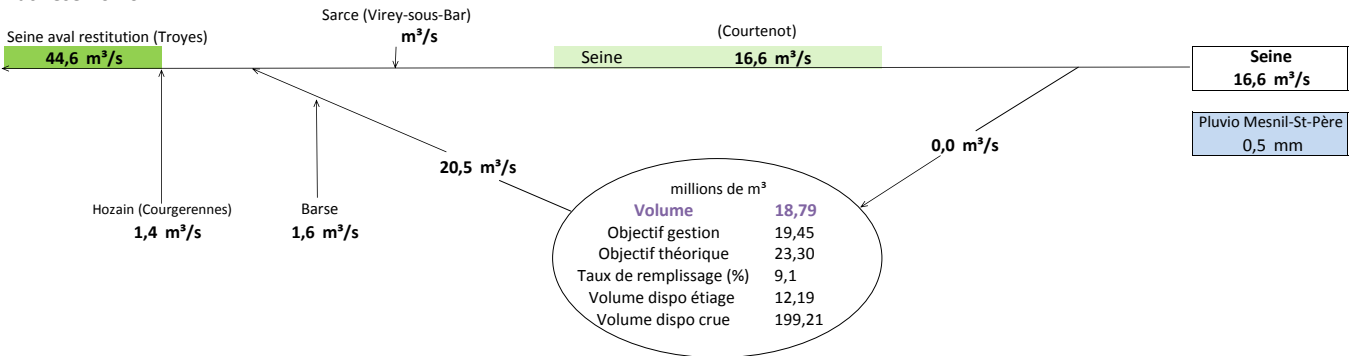 Sarce (Virey-sous-Bar)
m³/s
Seine aval restitution (Troyes)
44,6 m³/s
(Courtenot)
Seine 16,6 m³/s
Seine
16,6 m³/s
Pluvio Mesnil-St-Père
0,5 mm
0,0 m³/s
20,5 m³/s
Hozain (Courgerennes)
1,4 m³/s
Barse
1,6 m³/s
millions de m³
Volume 18,79
Objectif gestion 19,45
Objectif théorique 23,30
Taux de remplissage (%) 9,1
Volume dispo étiage 12,19
Volume dispo crue 199,21